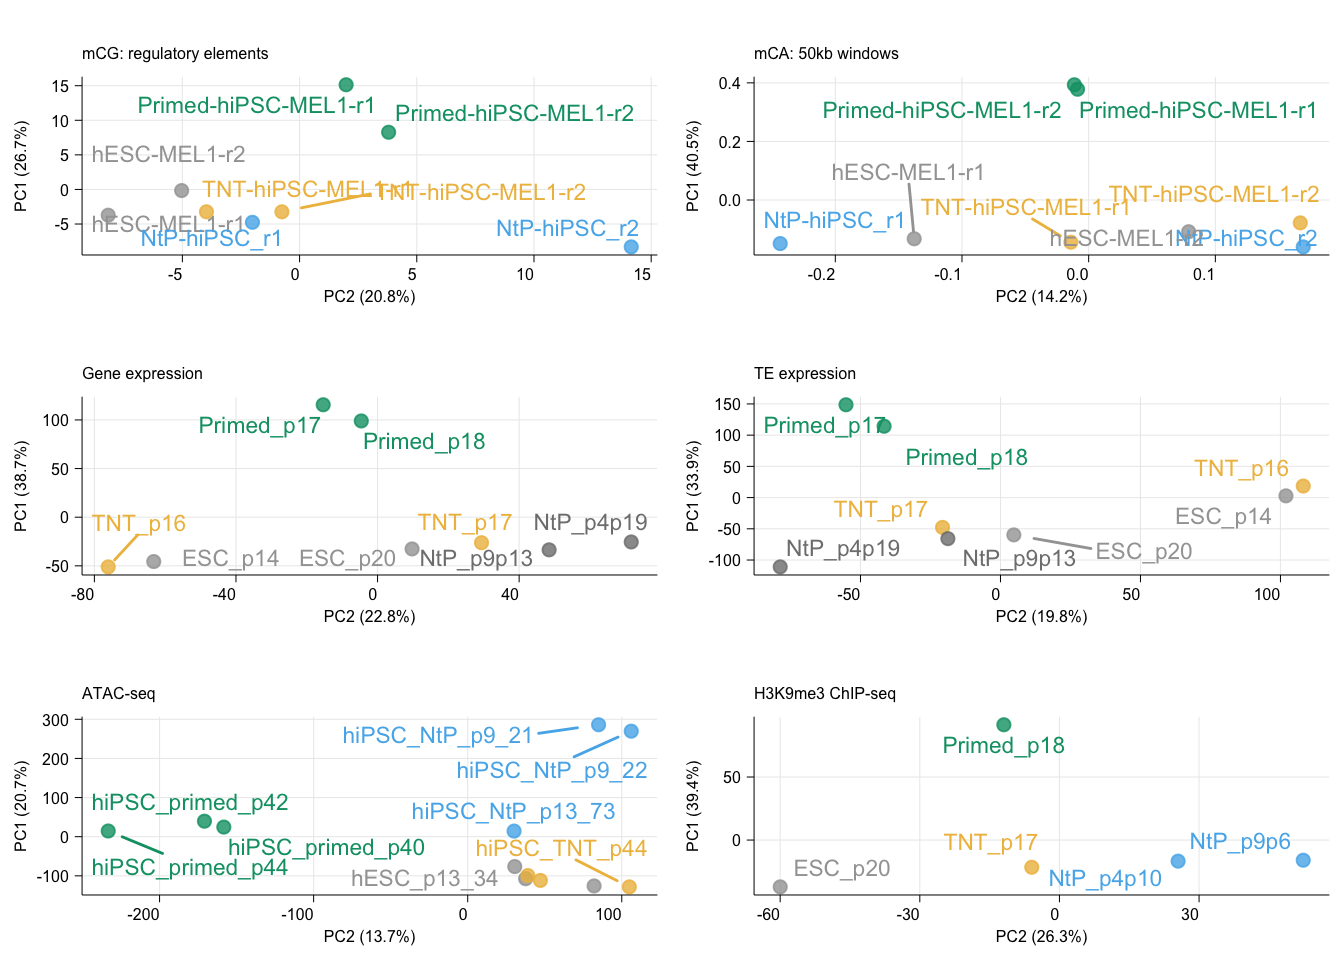 mCG: regulatory elements
15
10
5
0
-5
PC1 (26.7%)
Primed-hiPSC-MEL1-r1
Primed-hiPSC-MEL1-r2
hESC-MEL1-r2
TNT-hiPSC-MEL1-r1
TNT-hiPSC-MEL1-r2
hESC-MEL1-r1
NtP-hiPSC_r1
NtP-hiPSC_r2
-5
0
5
10
15
PC2 (20.8%)
mCA: 50kb windows
0.4
0.2
0.0
PC1 (40.5%)
Primed-hiPSC-MEL1-r2
Primed-hiPSC-MEL1-r1
hESC-MEL1-r1
TNT-hiPSC-MEL1-r2
TNT-hiPSC-MEL1-r1
NtP-hiPSC_r1
hESC-MEL1-r2
NtP-hiPSC_r2
-0.2
-0.1
0.0
0.1
PC2 (14.2%)
Gene expression
100
50
0
-50
PC1 (38.7%)
Primed_p17
Primed_p18
TNT_p16
TNT_p17
NtP_p4p19
ESC_p14
ESC_p20
NtP_p9p13
-80
-40
0
40
PC2 (22.8%)
TE expression
150
100
50
0
-50
-100
PC1 (33.9%)
Primed_p17
Primed_p18
TNT_p16
TNT_p17
ESC_p14
NtP_p4p19
NtP_p9p13
ESC_p20
-50
0
50
100
PC2 (19.8%)
ATAC-seq
300
200
100
0
-100
PC1 (20.7%)
hiPSC_NtP_p9_21
hiPSC_NtP_p9_22
hiPSC_primed_p42
hiPSC_NtP_p13_73
hiPSC_primed_p40
hiPSC_TNT_p44
hiPSC_primed_p44
hESC_p13_34
-200
-100
0
100
PC2 (13.7%)
H3K9me3 ChIP-seq
50
0
PC1 (39.4%)
Primed_p18
TNT_p17
NtP_p9p6
ESC_p20
NtP_p4p10
-60
-30
0
30
PC2 (26.3%)